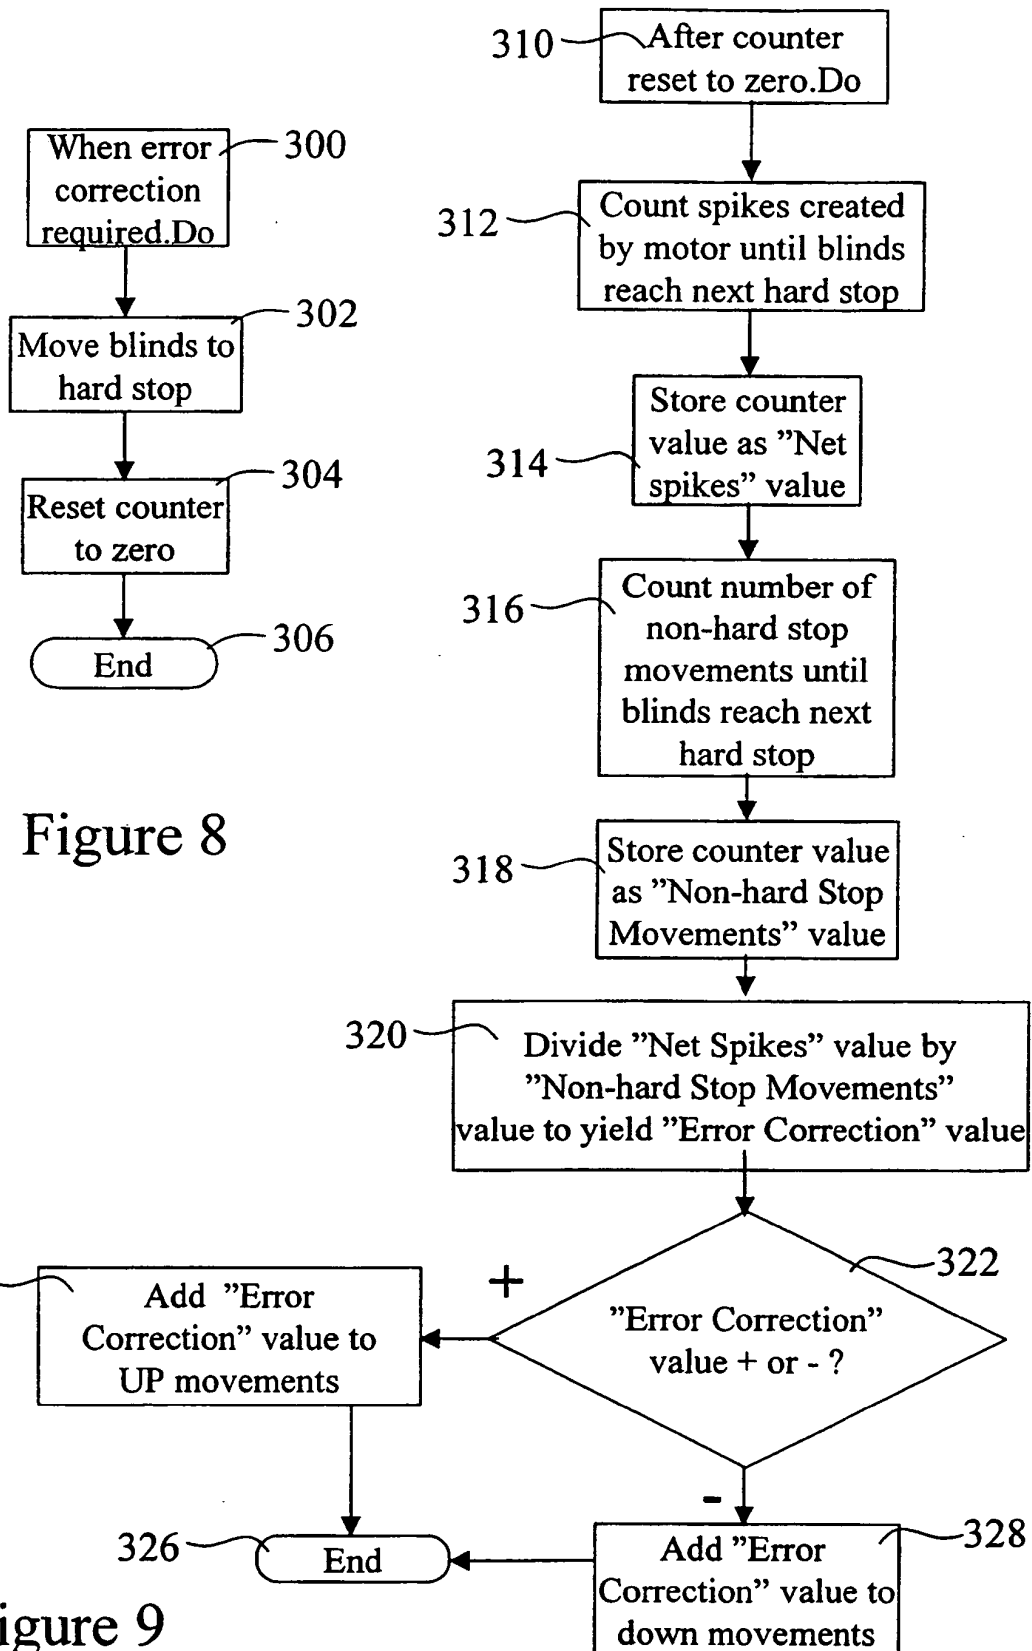 300
When error
correction
required.Do
302
Move blinds to
hard stop
304
Reset counter
to zero
306
End
Figure 8
310
After counter
reset to zero.Do
312
Count spikes created
by motor until blinds
reach next hard stop
314
Store counter
value as ”Net
spikes” value
316
Count number of
non-hard stop
movements until
blinds reach next
hard stop
318
Store counter value
as ”Non-hard Stop
Movements” value
320
Divide ”Net Spikes” value by
”Non-hard Stop Movements”
value to yield ”Error Correction” value
322
”Error Correction”
value + or - ?
+
Add ”Error
Correction” value to
UP movements
-
326
End
328
Add ”Error
Correction” value to
down movements
igure 9